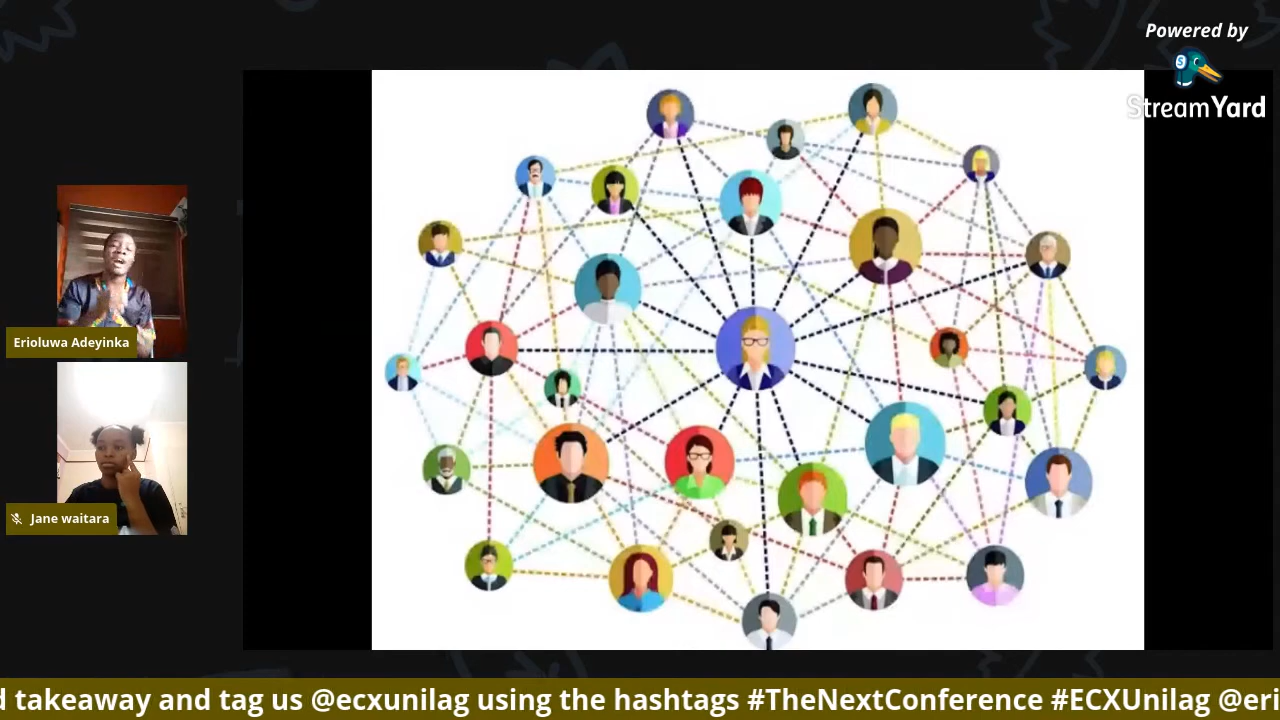 Powered by
StreamYard
Erioluwa Adeyinka
Jane waitara
d takeaway and tag us @ecxunilag using the hashtags #TheNextConference #ECXUnilag @eri